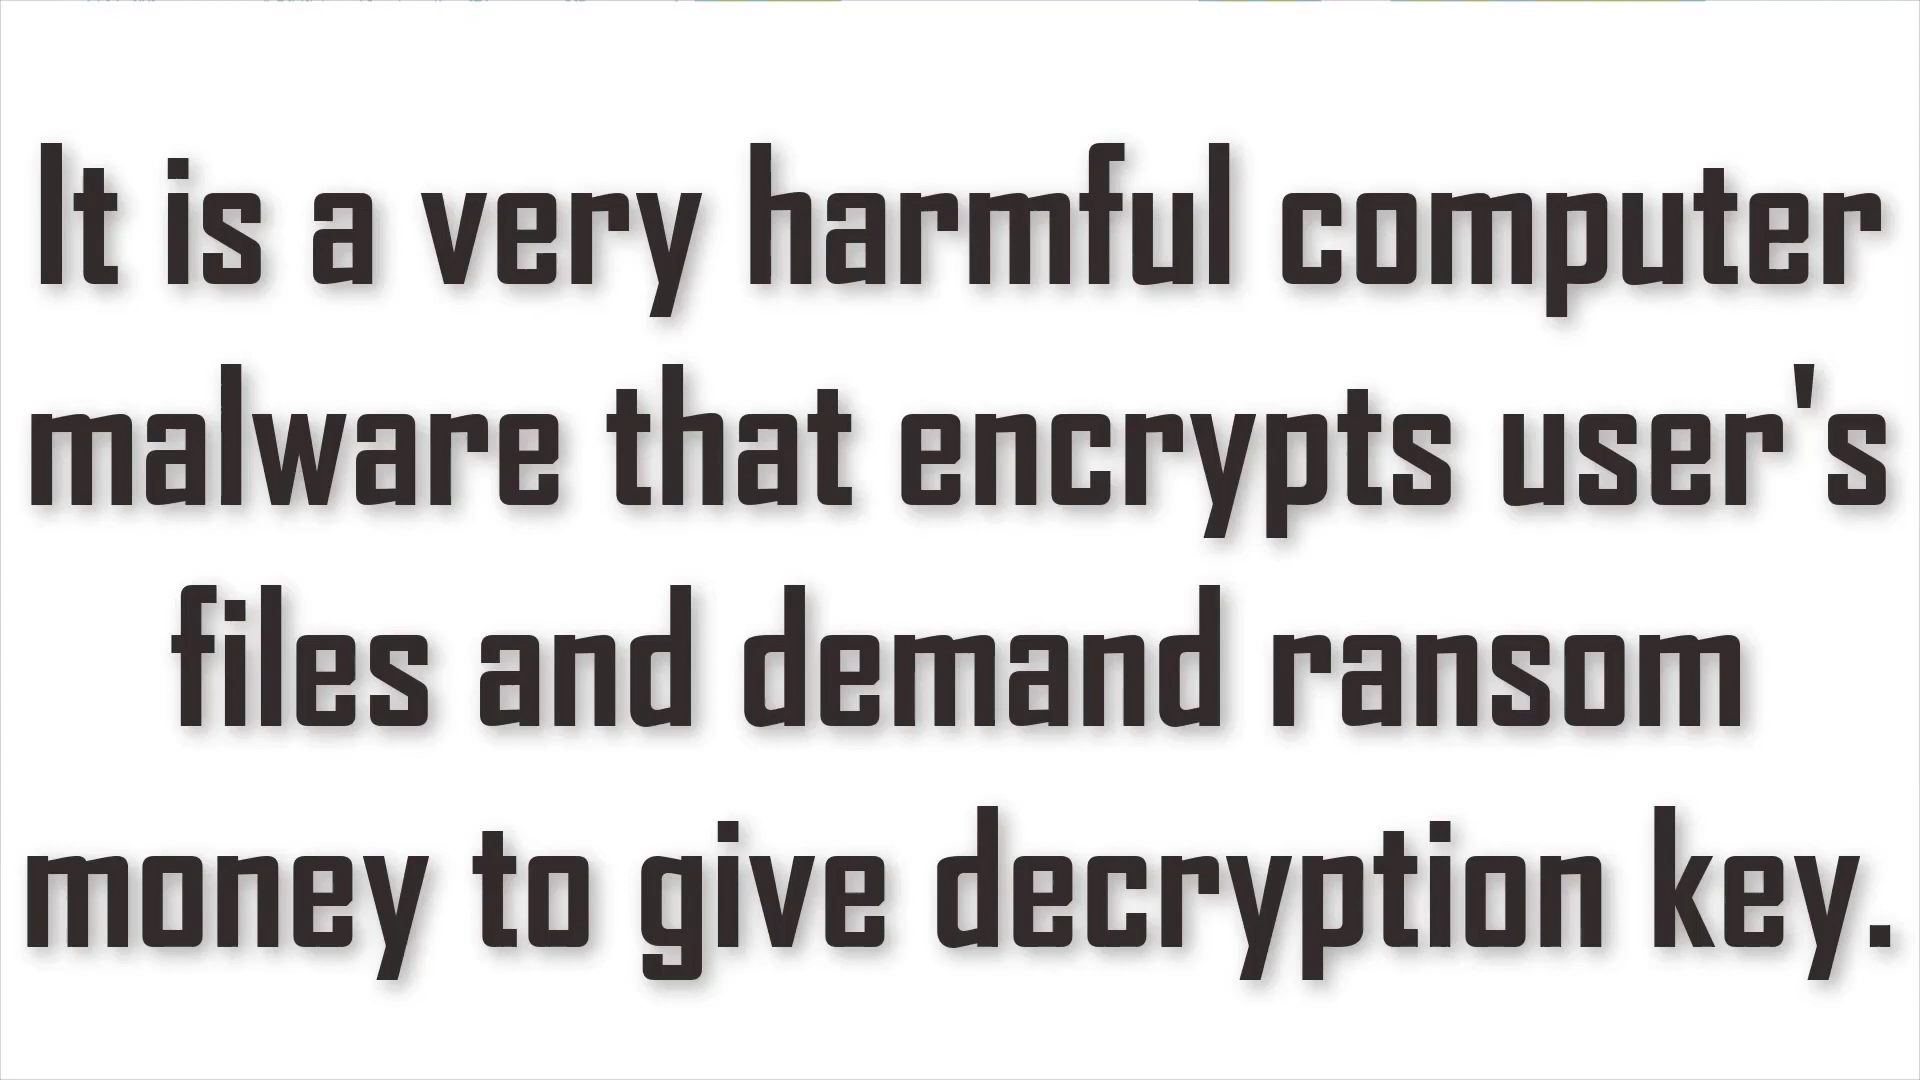 It is a very harmful computer
malware that encrypts user's
files and demand ransom
money to give decryption key.